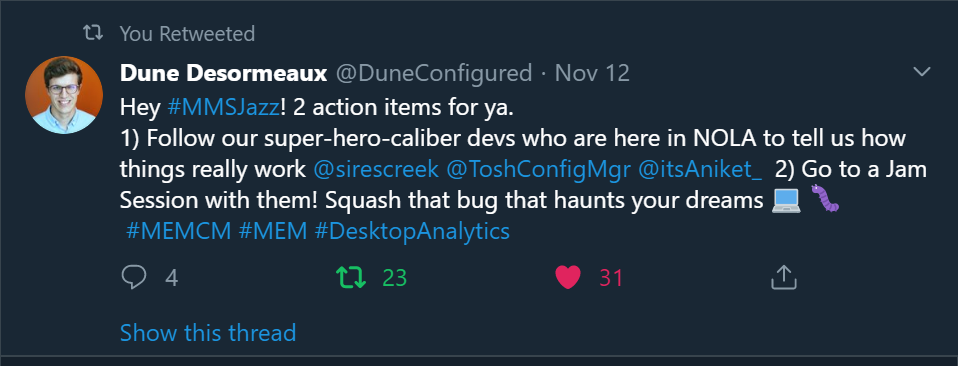 You Retweeted
Dune Desormeaux @DuneConfigured · Nov 12
Hey #MMSJazz! 2 action items for ya.
1) Follow our super-hero-caliber devs who are here in NOLA to tell us how
things really work @sirescreek @ToshConfigMgr @itsAniket_ 2) Go to a Jam
Session with them! Squash that bug that haunts your dreams 💻 🐛
#MEMCM #MEM #DesktopAnalytics
4 23 31
Show this thread